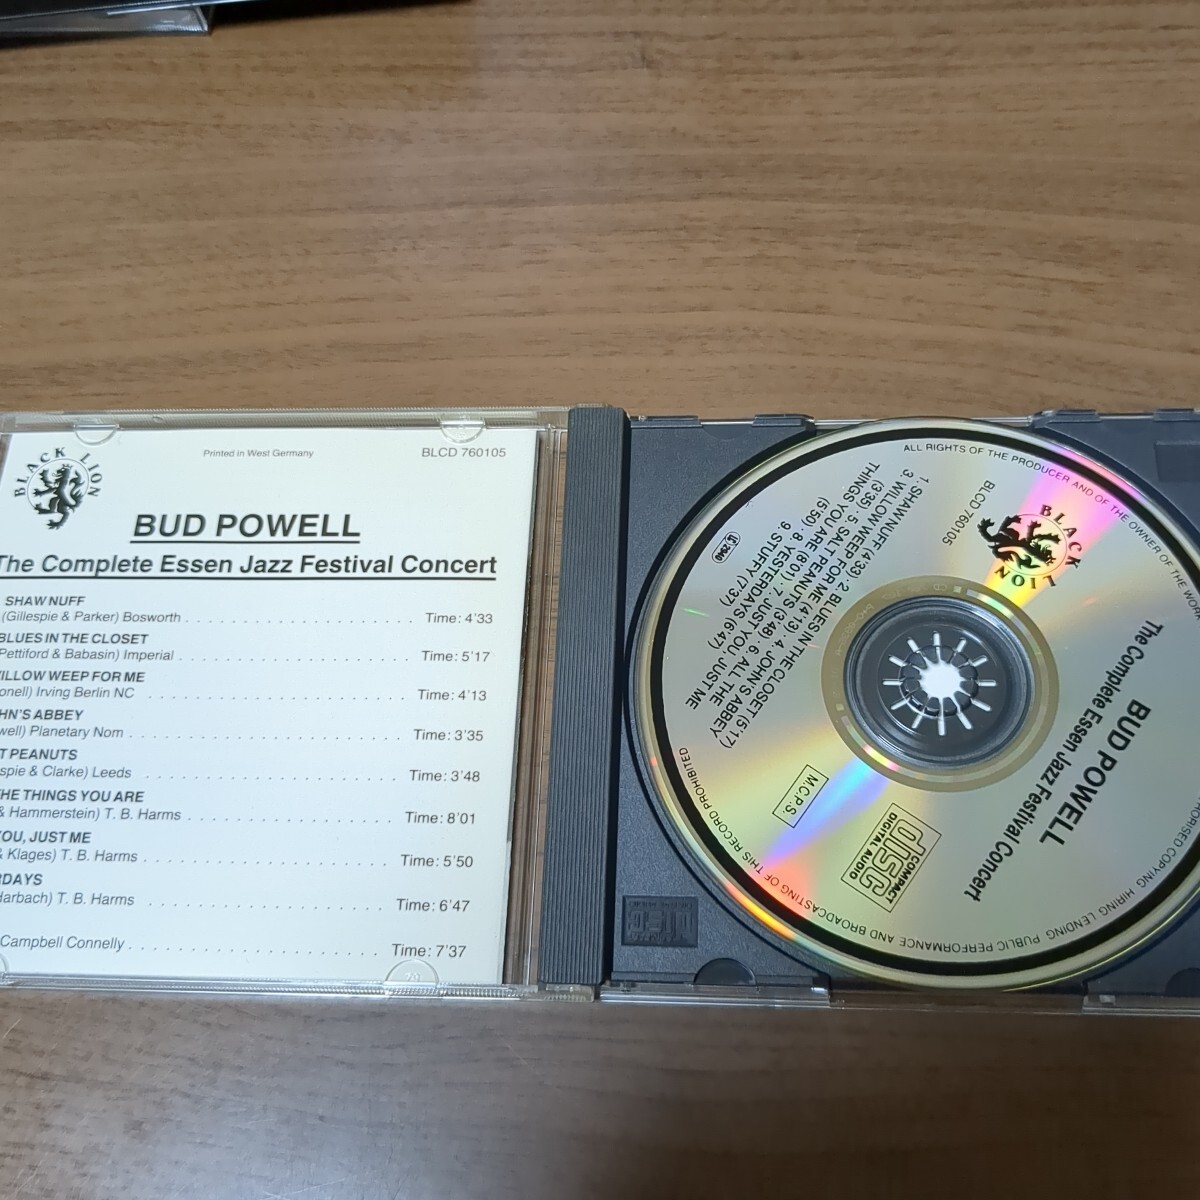 BLACK LION
Printed in West Germany
BLCD 760105
BUD POWELL
The Complete Essen Jazz Festival Concert
SHAW NUFF
(Gillespie & Parker) Bosworth Time: 4'33
BLUES IN THE CLOSET
Pettiford & Babasin) Imperial Time: 5'17
ILLOW WEEP FOR ME
onell) Irving Berlin NC Time: 4'13
HN'S ABBEY
well) Planetary Nom Time: 3'35
T PEANUTS
spie & Clarke) Leeds Time: 3'48
THE THINGS YOU ARE
& Hammerstein) T. B. Harms Time: 8'01
YOU, JUST ME
& Klages) T. B. Harms Time: 5'50
RDAYS
Harbach) T. B. Harms Time: 6'47
Campbell Connelly Time: 7'37
ALL RIGHTS OF THE PRODUCER AND OF THE OWNER OF THE WORK
ORISED COPYING HIRING LENDING PUBLIC PERFORMANCE AND BROADCASTING OF THIS RECORD PROHIBITED
BLCD 760105
BLACK LION
BUD POWELL
The Complete Essen Jazz Festival Concert
1. SHAW NUFF (4'33) · 2. BLUES IN THE CLOSET (5'17)
3. WILLOW WEEP FOR ME (4'13) · 4. JOHN'S ABBEY
(3'35) · 5. SALT PEANUTS (3'48) · 6. ALL THE
THINGS YOU ARE (8'01) · 7. JUST YOU, JUST ME
(5'50) · 8. YESTERDAYS (6'47)
9. STUFFY (7'37)
LC 2940
M.C.P.S
COMPACT
disc
DIGITAL AUDIO